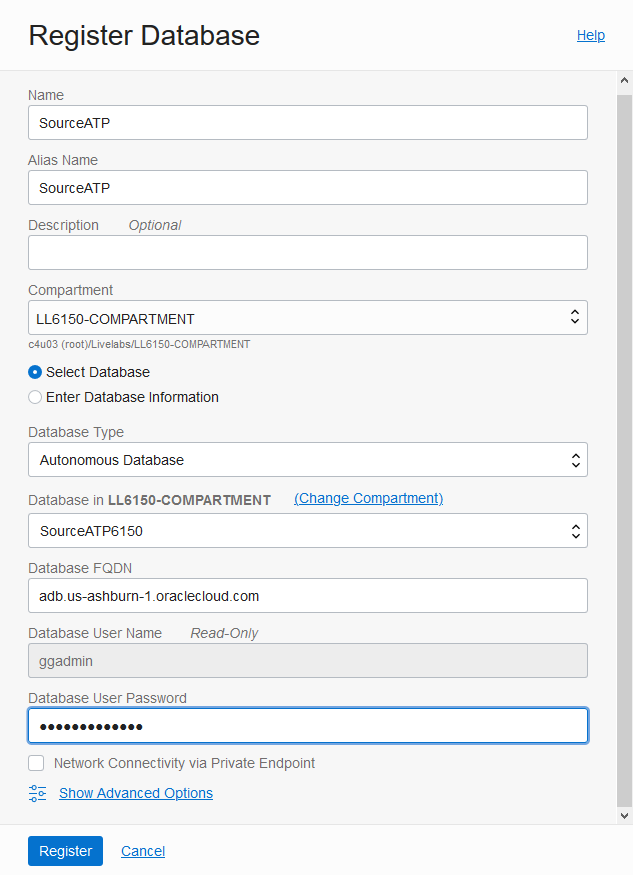 Register Database
Help
Name
SourceATP
Alias Name
SourceATP
Description Optional
Compartment
LL6150-COMPARTMENT
c4u03 (root)/Livelabs/LL6150-COMPARTMENT
Select Database
Enter Database Information
Database Type
Autonomous Database
Database in LL6150-COMPARTMENT (Change Compartment)
SourceATP6150
Database FQDN
adb.us-ashburn-1.oraclecloud.com
Database User Name Read-Only
ggadmin
Database User Password
●●●●●●●●●●●●●
Network Connectivity via Private Endpoint
Show Advanced Options
Register Cancel